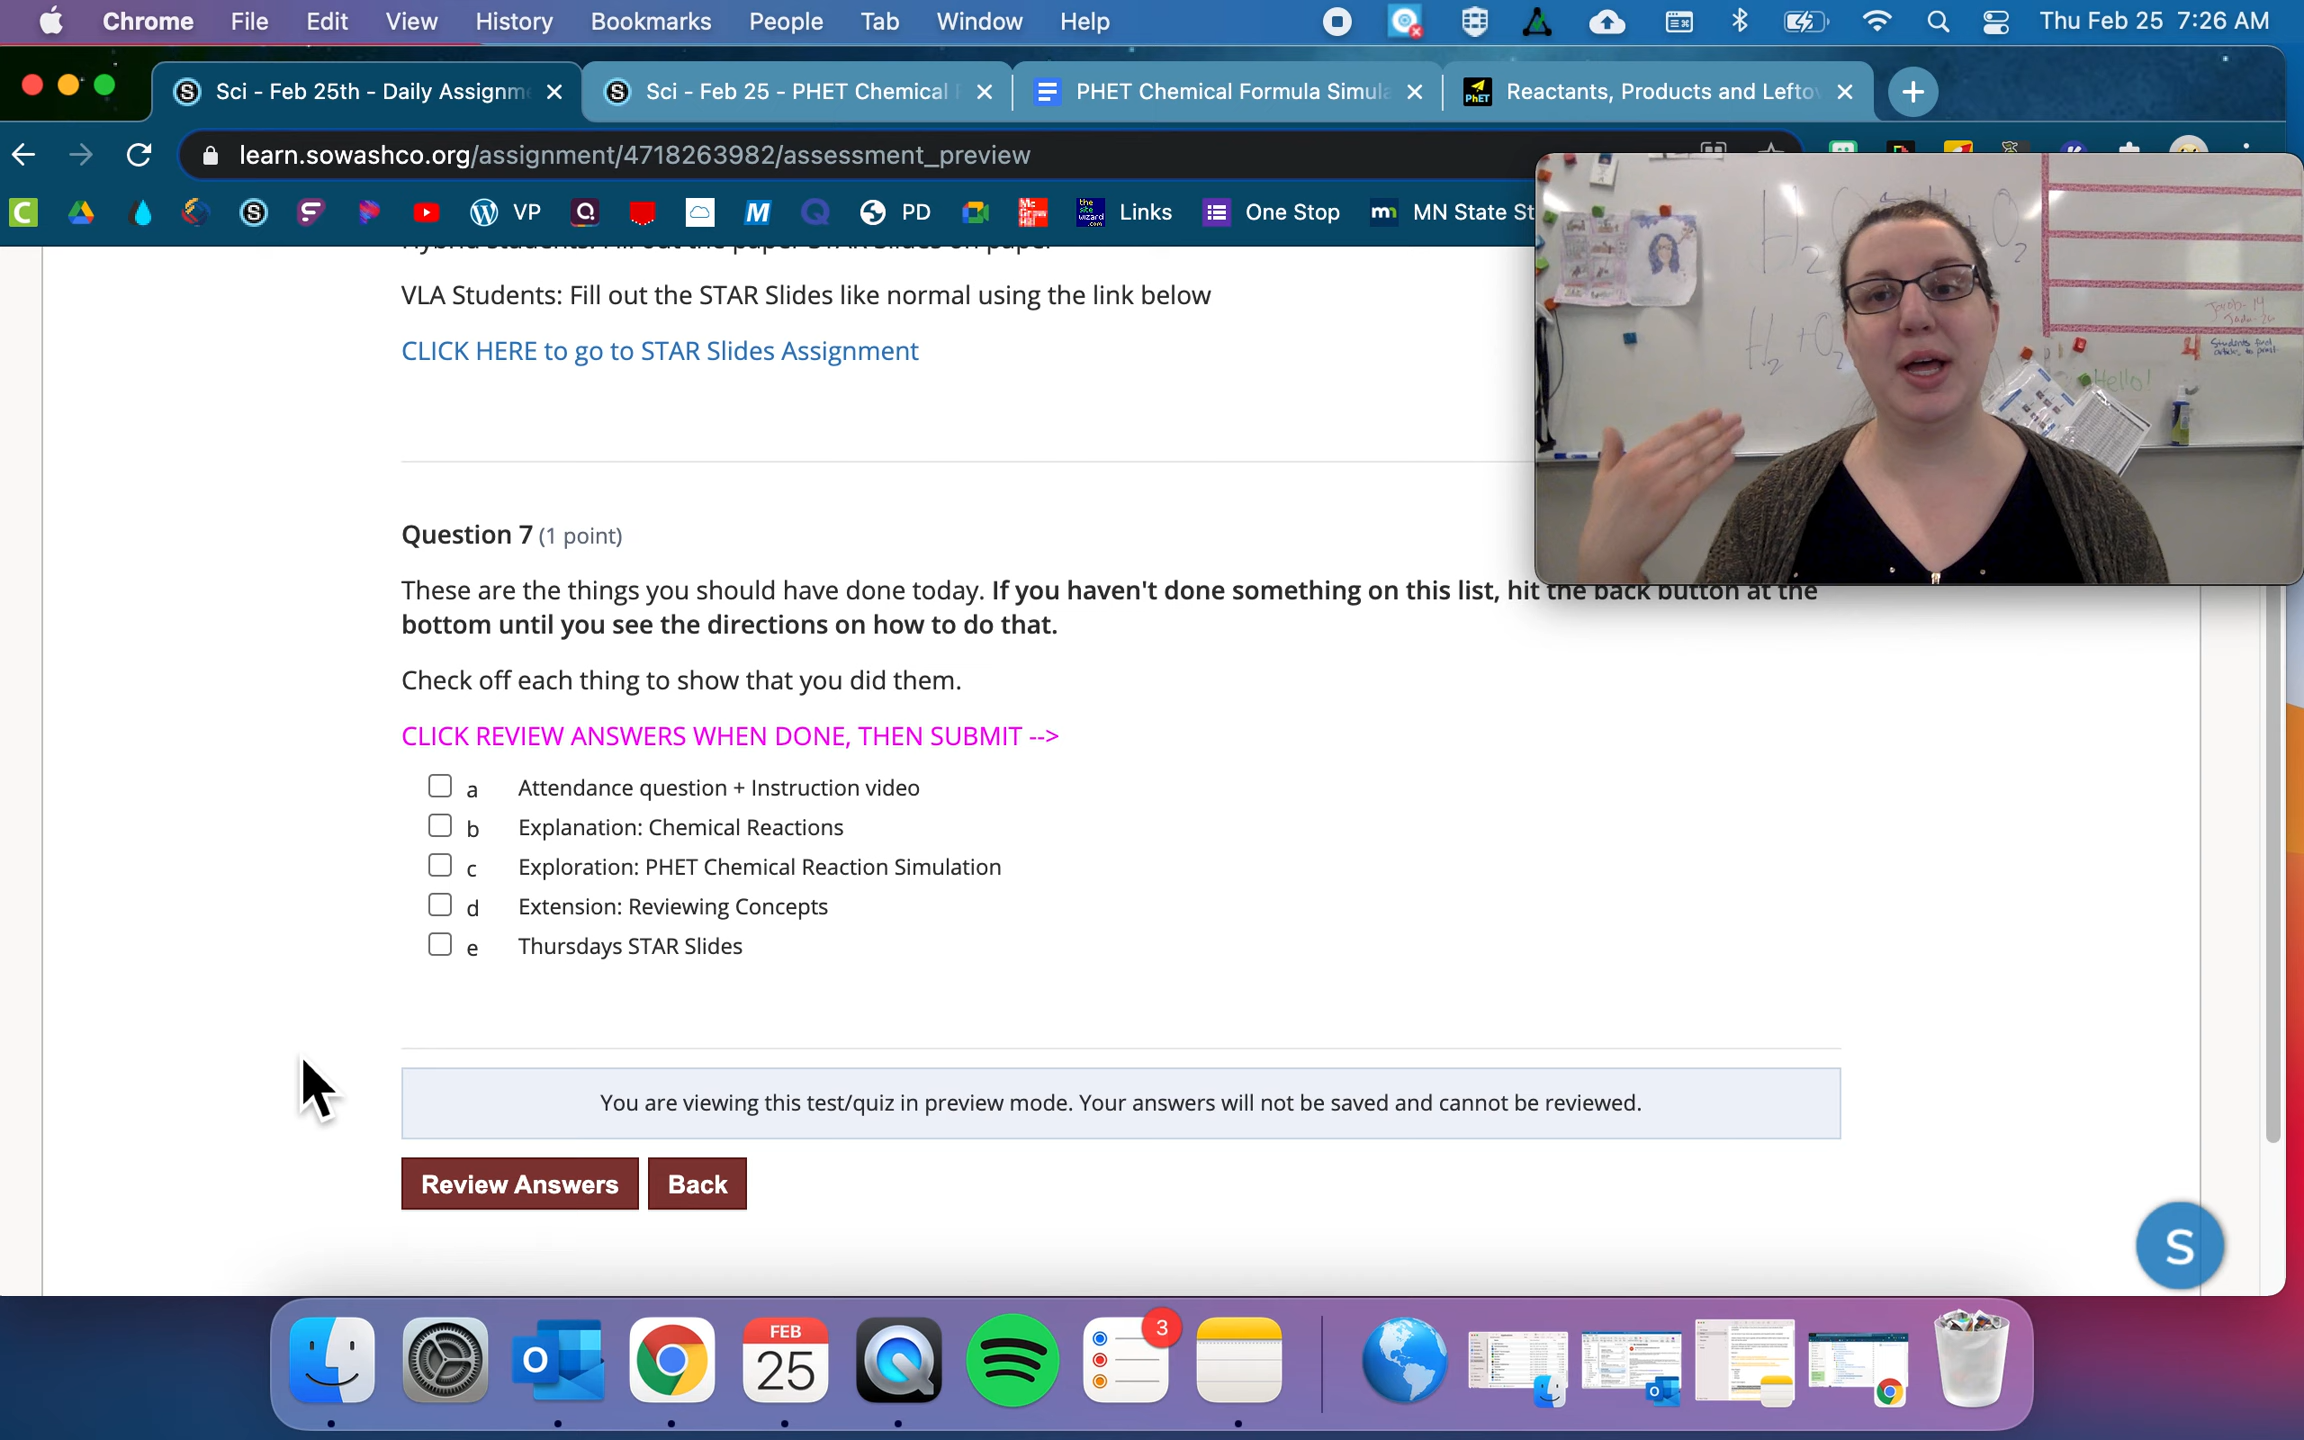 Chrome File Edit View History Bookmarks People Tab Window Help Thu Feb 25 7:26 AM
Sci - Feb 25th - Daily Assignm Sci - Feb 25 - PHET Chemical PHET Chemical Formula Simula Reactants, Products and Lefto
learn.sowashco.org/assignment/4718263982/assessment_preview
VP PD Links One Stop MN State St
VLA Students: Fill out the STAR Slides like normal using the link below
CLICK HERE to go to STAR Slides Assignment
Question 7 (1 point)
These are the things you should have done today. If you haven't done something on this list, hit the back button at the
bottom until you see the directions on how to do that.
Check off each thing to show that you did them.
CLICK REVIEW ANSWERS WHEN DONE, THEN SUBMIT -->
a Attendance question + Instruction video
b Explanation: Chemical Reactions
c Exploration: PHET Chemical Reaction Simulation
d Extension: Reviewing Concepts
e Thursdays STAR Slides
You are viewing this test/quiz in preview mode. Your answers will not be saved and cannot be reviewed.
Review Answers Back
S
Hello!
FEB
25
3